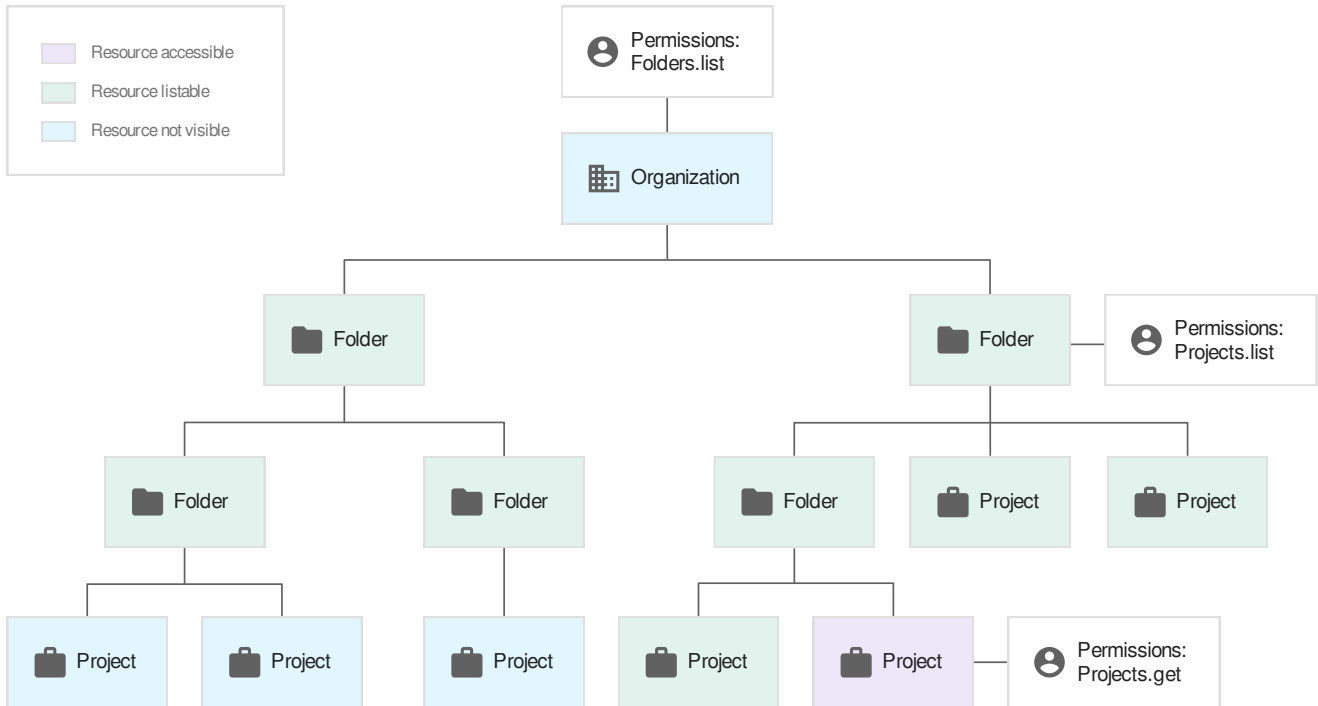 Resource accessible
Resource listable
Resource not visible
Permissions:
Folders.list
Organization
Folder
Folder
Permissions:
Projects.list
Folder
Folder
Folder
Project
Project
Project
Project
Project
Project
Project
Permissions:
Projects.get